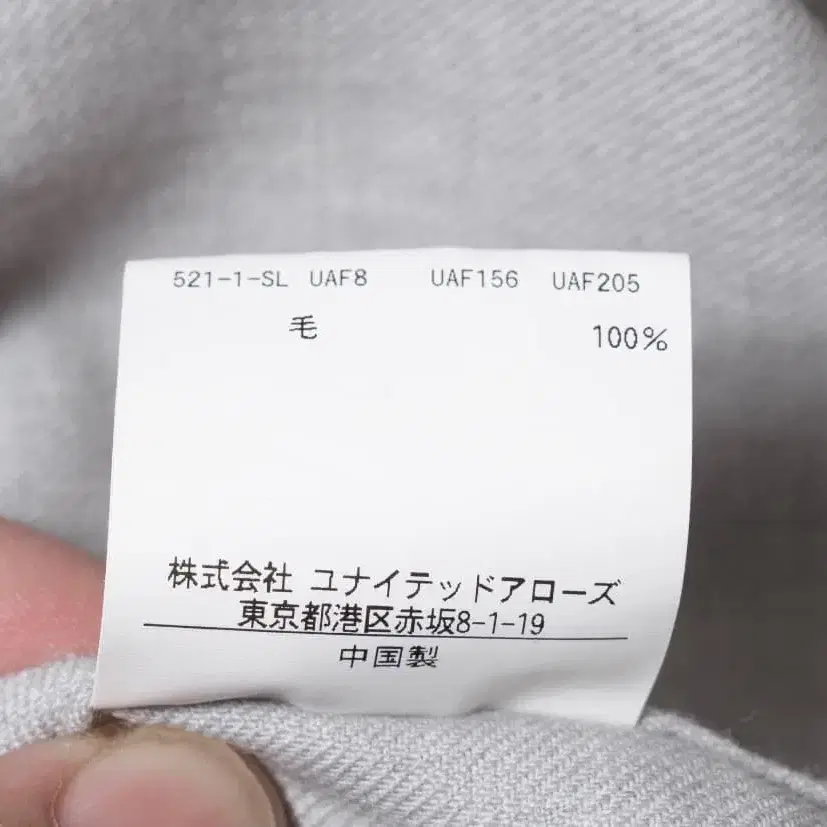 521-1-SL UAF8 UAF156 UAF205
毛 100%
株式会社 ユナイテッドアローズ
東京都港区赤坂8-1-19
中国製